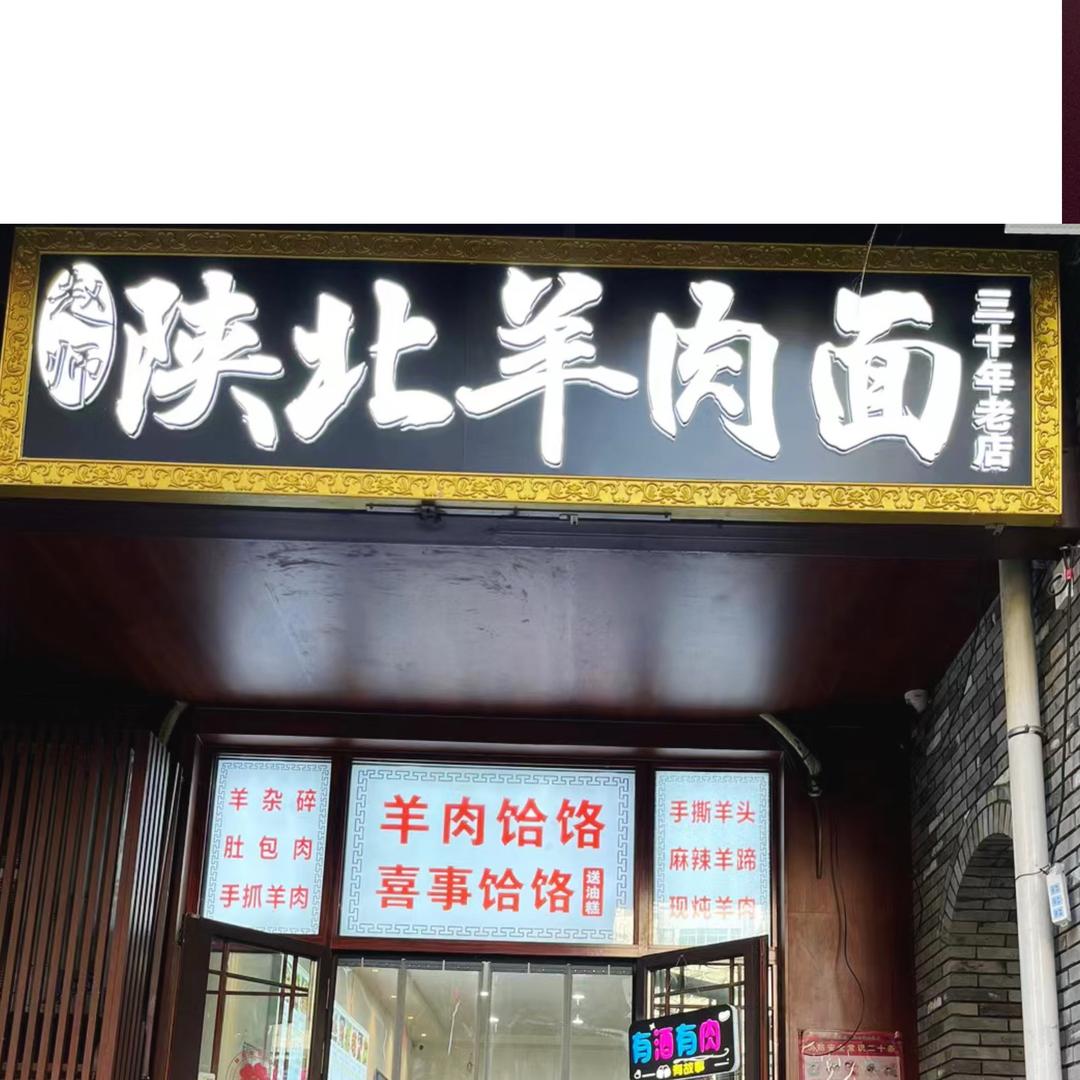 赵师
陕北羊肉面
三十年老店
羊杂碎
肚包肉
手抓羊肉
羊肉饸饹
喜事饸饹
送油糕
手撕羊头
麻辣羊蹄
现炖羊肉
有酒有肉
有故事